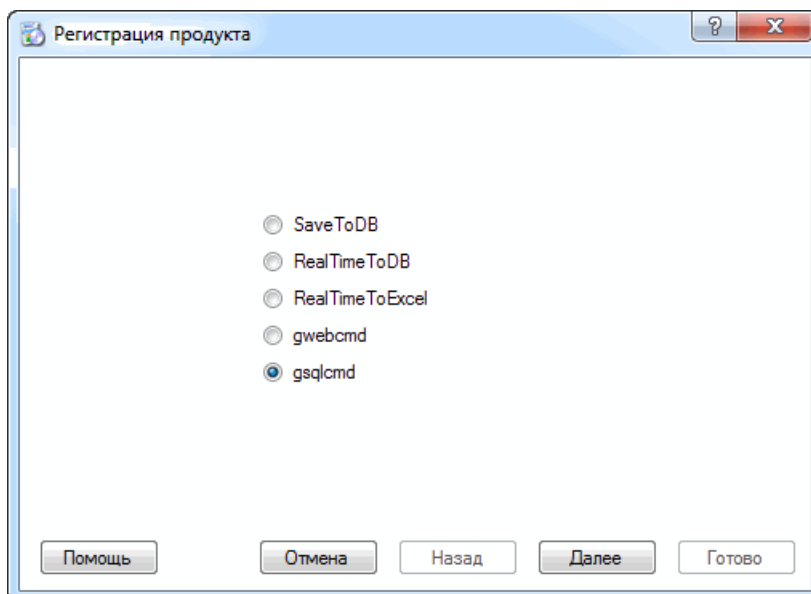 Регистрация продукта
SaveToDB
RealTimeToDB
RealTimeToExcel
gwebcmd
gsqlcmd
Помощь Отмена Назад Далее Готово